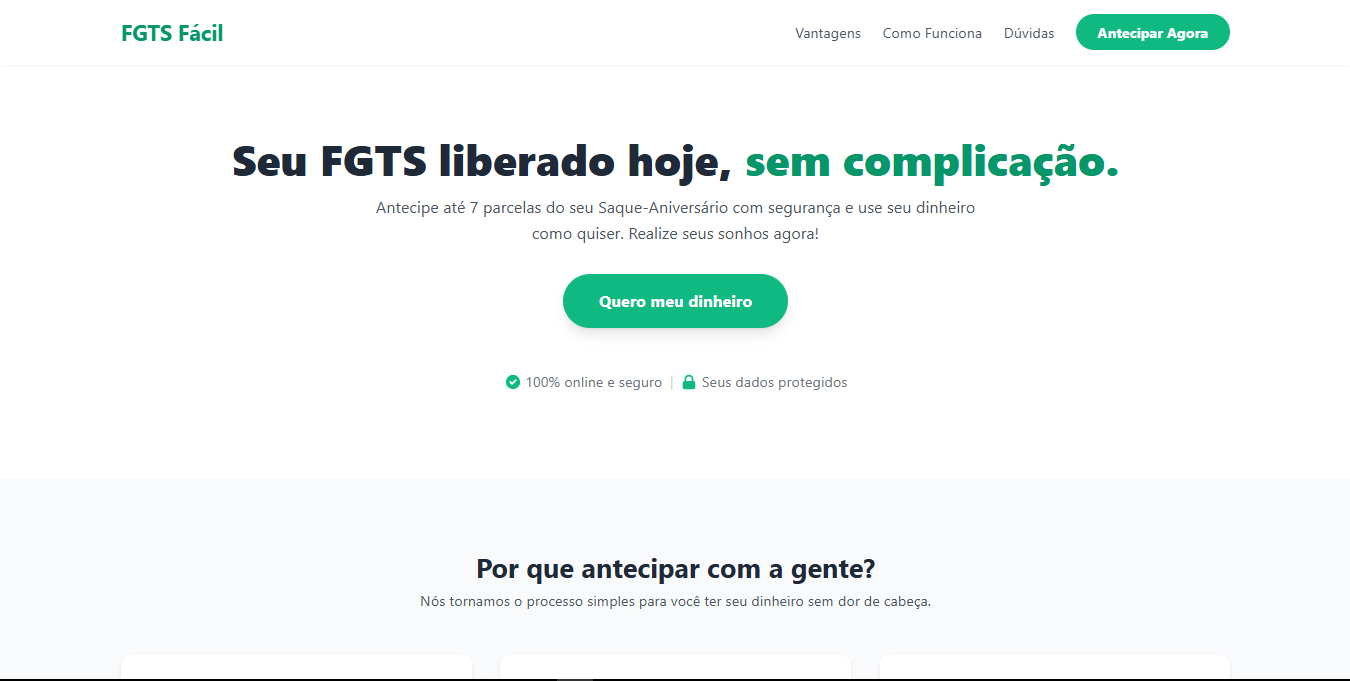 FGTS Fácil
Vantagens
Como Funciona
Dúvidas
Antecipar Agora
Seu FGTS liberado hoje, sem complicação.
Antecipe até 7 parcelas do seu Saque-Aniversário com segurança e use seu dinheiro
como quiser. Realize seus sonhos agora!
Quero meu dinheiro
100% online e seguro | Seus dados protegidos
Por que antecipar com a gente?
Nós tornamos o processo simples para você ter seu dinheiro sem dor de cabeça.